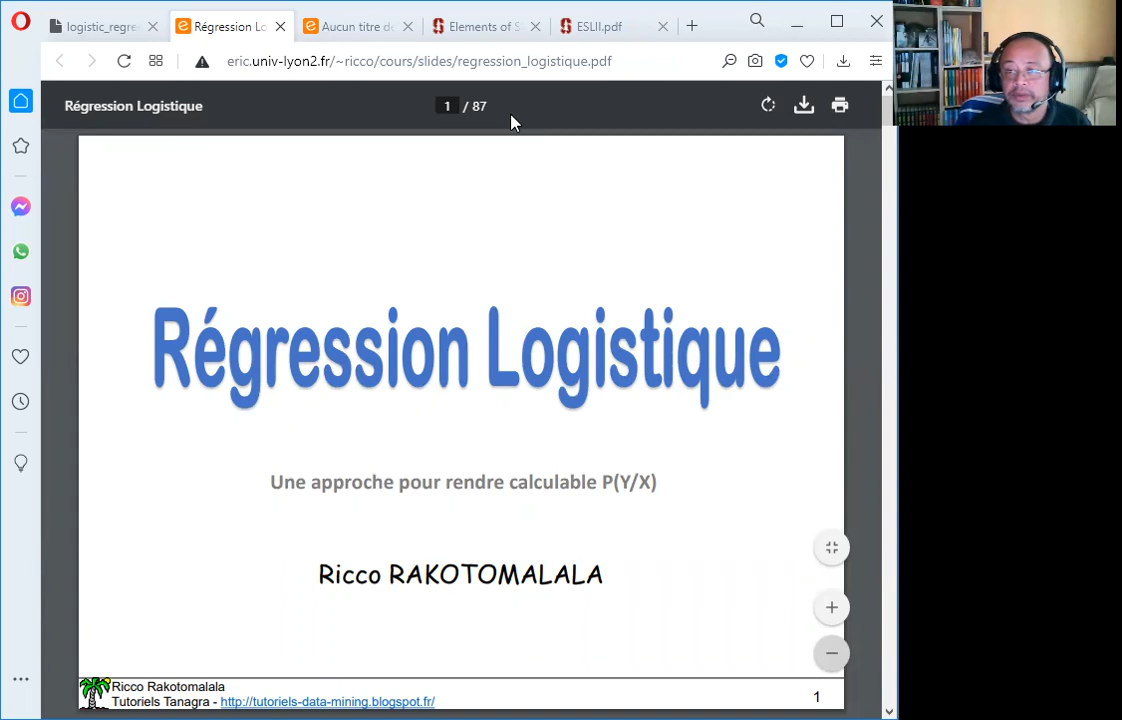 logistic_regre
Régression Lo
Aucun titre de
Elements of S
ESLII.pdf
eric.univ-lyon2.fr/~ricco/cours/slides/regression_logistique.pdf
Régression Logistique
1 / 87
Régression Logistique
Une approche pour rendre calculable P(Y/X)
Ricco RAKOTOMALALA
Ricco Rakotomalala
Tutoriels Tanagra - http://tutoriels-data-mining.blogspot.fr/
1